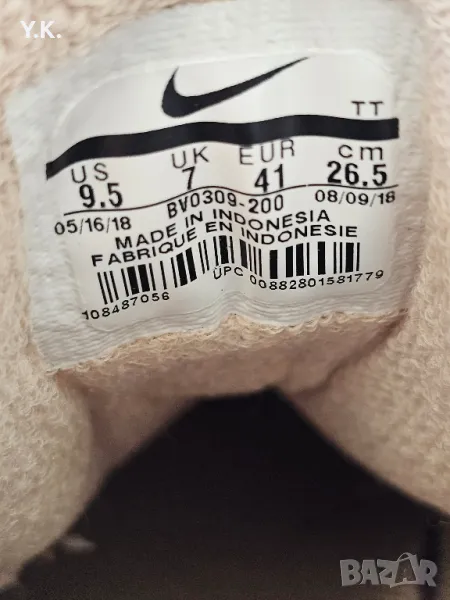 Y.K.
TT
US UK EUR cm
9.5 7 41 26.5
05/16/18 BV0309-200 08/09/18
MADE IN INDONESIA
FABRIQUE EN INDONESIE
108487056 UPC 00882801581779
BAZAR